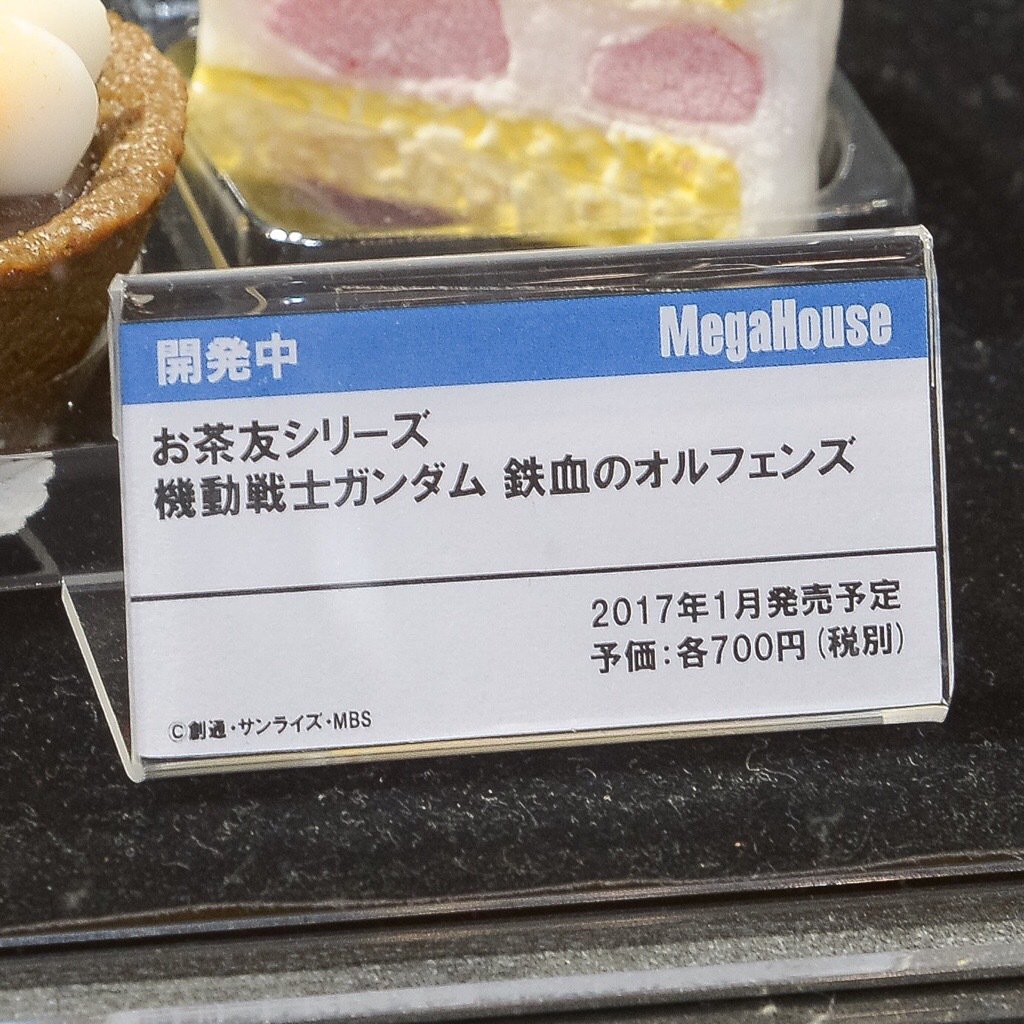 開発中 MegaHouse
お茶友シリーズ
機動戦士ガンダム 鉄血のオルフェンズ
2017年1月発売予定
予価:各700円(税別)
©創通・サンライズ・MBS